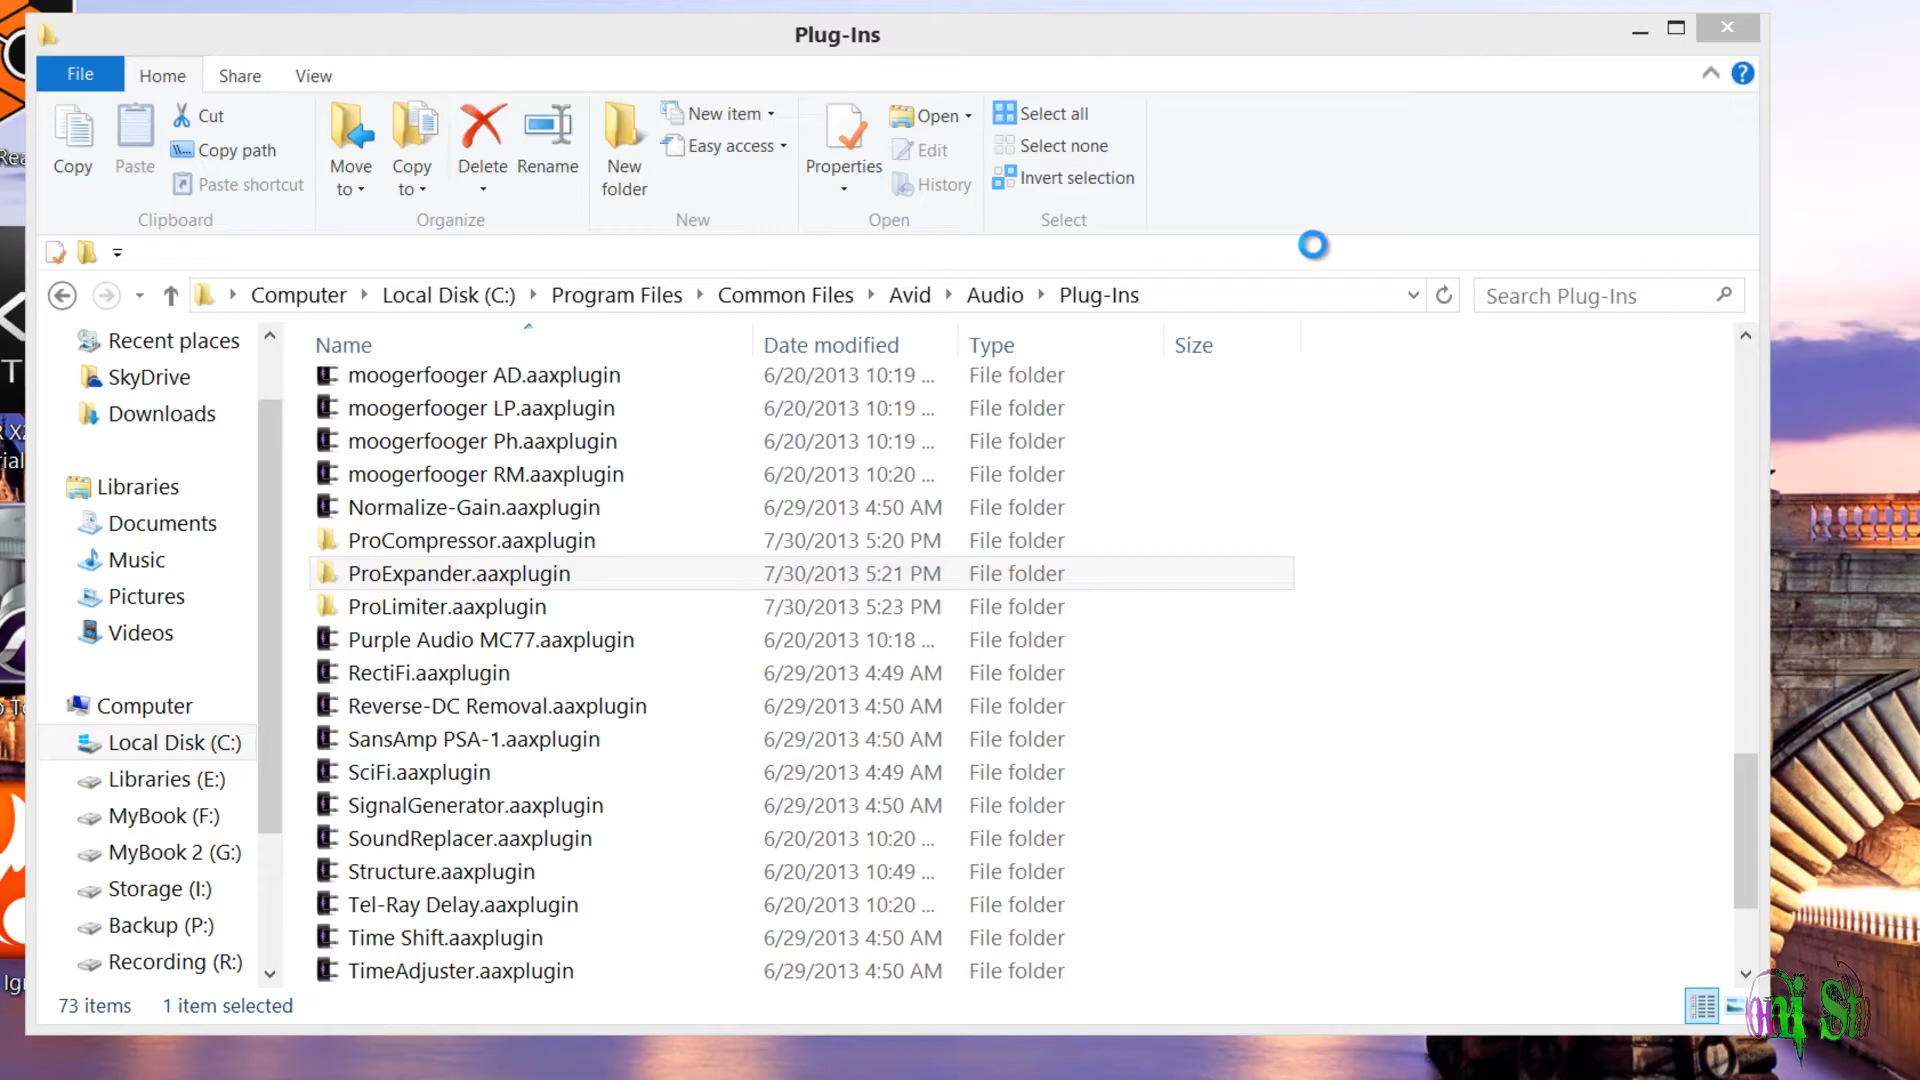 Plug-Ins
File Home Share View
Copy
Paste
Cut
Copy path
Paste shortcut
Clipboard
Move to
Copy to
Delete
Rename
Organize
New folder
New item
Easy access
New
Properties
Open
Edit
History
Open
Select all
Select none
Invert selection
Select
Computer Local Disk (C:) Program Files Common Files Avid Audio Plug-Ins
Search Plug-Ins
Recent places
SkyDrive
Downloads
Libraries
Documents
Music
Pictures
Videos
Computer
Local Disk (C:)
Libraries (E:)
MyBook (F:)
MyBook 2 (G:)
Storage (I:)
Backup (P:)
Recording (R:)
Name Date modified Type Size
moogerfooger AD.aaxplugin 6/20/2013 10:19 ... File folder
moogerfooger LP.aaxplugin 6/20/2013 10:19 ... File folder
moogerfooger Ph.aaxplugin 6/20/2013 10:19 ... File folder
moogerfooger RM.aaxplugin 6/20/2013 10:20 ... File folder
Normalize-Gain.aaxplugin 6/29/2013 4:50 AM File folder
ProCompressor.aaxplugin 7/30/2013 5:20 PM File folder
ProExpander.aaxplugin 7/30/2013 5:21 PM File folder
ProLimiter.aaxplugin 7/30/2013 5:23 PM File folder
Purple Audio MC77.aaxplugin 6/20/2013 10:18 ... File folder
RectiFi.aaxplugin 6/29/2013 4:49 AM File folder
Reverse-DC Removal.aaxplugin 6/29/2013 4:50 AM File folder
SansAmp PSA-1.aaxplugin 6/29/2013 4:50 AM File folder
SciFi.aaxplugin 6/29/2013 4:49 AM File folder
SignalGenerator.aaxplugin 6/29/2013 4:50 AM File folder
SoundReplacer.aaxplugin 6/20/2013 10:20 ... File folder
Structure.aaxplugin 6/20/2013 10:49 ... File folder
Tel-Ray Delay.aaxplugin 6/20/2013 10:20 ... File folder
Time Shift.aaxplugin 6/29/2013 4:50 AM File folder
TimeAdjuster.aaxplugin 6/29/2013 4:50 AM File folder
73 items 1 item selected